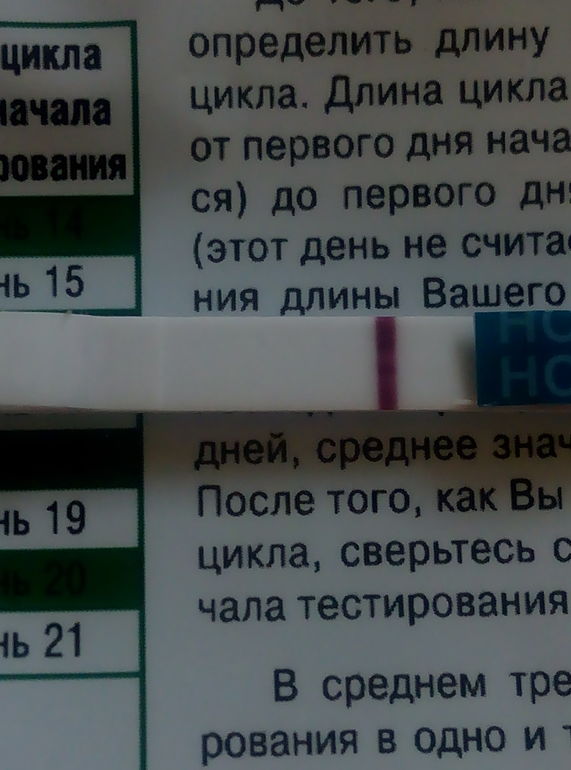 цикла
начала
рования
нь 14
нь 15
нь 19
нь 20
нь 21
определить длину
цикла. Длина цикла
от первого дня нача
ся) до первого дн
(этот день не счита
ния длины Вашего
дней, среднее знач
После того, как Вы
цикла, сверьтесь с
чала тестирования
В среднем тре
рования в одно и т
НС
НС